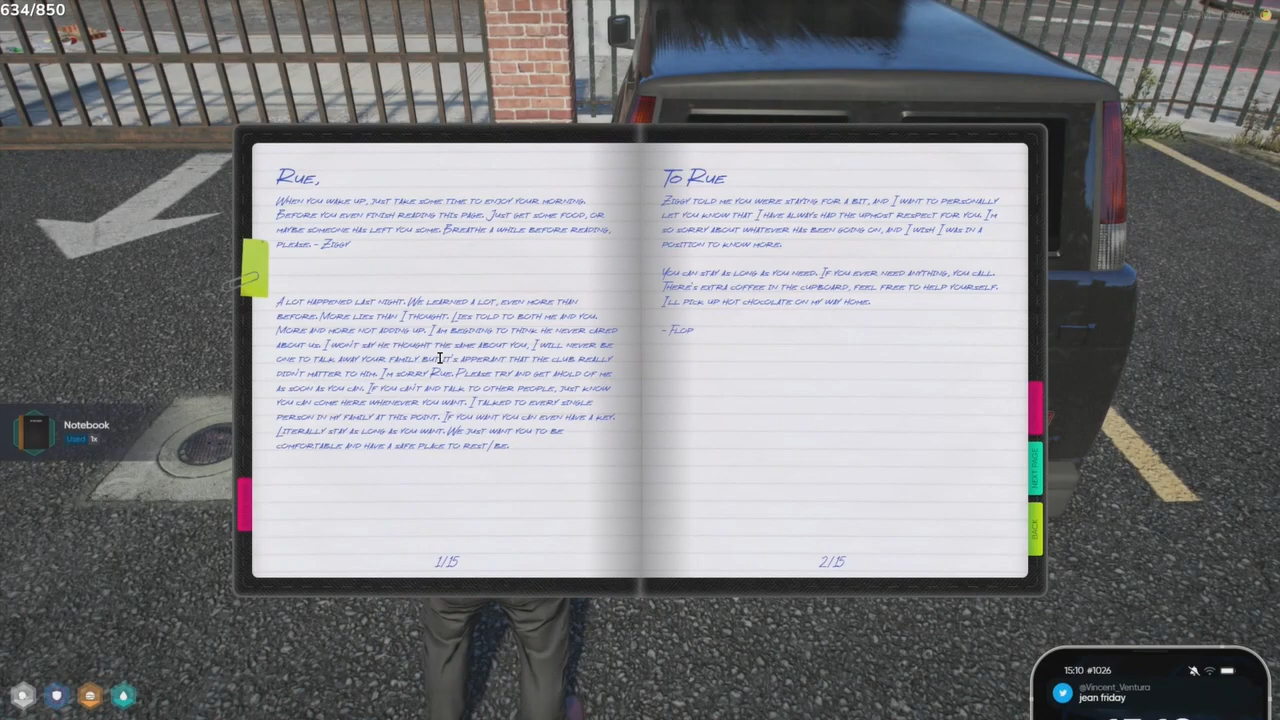 634/850
Rue,
When you wake up, just take some time to enjoy your morning.
Before you even finish reading this page. Just get some food, or
maybe someone has left you some. Breathe a while before reading,
please. - Ziggy
A lot happened last night. We learned a lot, even more than
before. More lies than I thought. Lies told to both me and you.
More and more not adding up. I am begining to think he never cared
about us. I won't say he thought the same about you, I will never be
one to talk away your family but it's apperant that the club really
didn't matter to him. I'm sorry Rue. Please try and get ahold of me
as soon as you can. If you can't and talk to other people, just know
you can come here whenever you want. I talked to every single
person in my family at this point. If you want you can even have a key.
Literally stay as long as you want. We just want you to be
comfortable and have a safe place to rest/be.
1/15
To Rue
Ziggy told me you were staying for a bit, and I want to personally
let you know that I have always had the upmost respect for you. I'm
so sorry about whatever has been going on, and I wish I was in a
position to know more.
You can stay as long as you need. If you ever need anything, you call.
There's extra coffee in the cupboard, feel free to help yourself.
I'll pick up hot chocolate on my way home.
- Flop
2/15
NEXT PAGE
BACK
Notebook
Used 1x
15:10 #1026
@Vincent_Ventura
jean friday